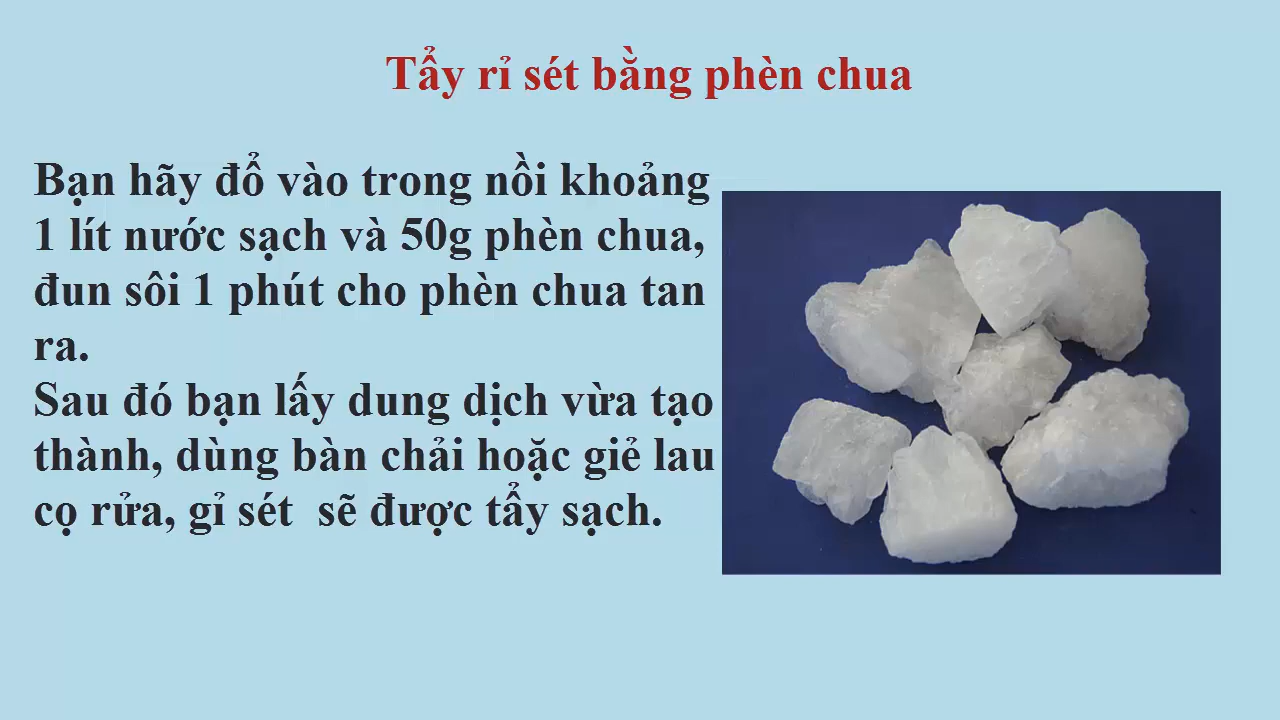 Tẩy rỉ sét bằng phèn chua
Bạn hãy đổ vào trong nồi khoảng
1 lít nước sạch và 50g phèn chua,
đun sôi 1 phút cho phèn chua tan
ra.
Sau đó bạn lấy dung dịch vừa tạo
thành, dùng bàn chải hoặc giẻ lau
cọ rửa, gỉ sét  sẽ được tẩy sạch.